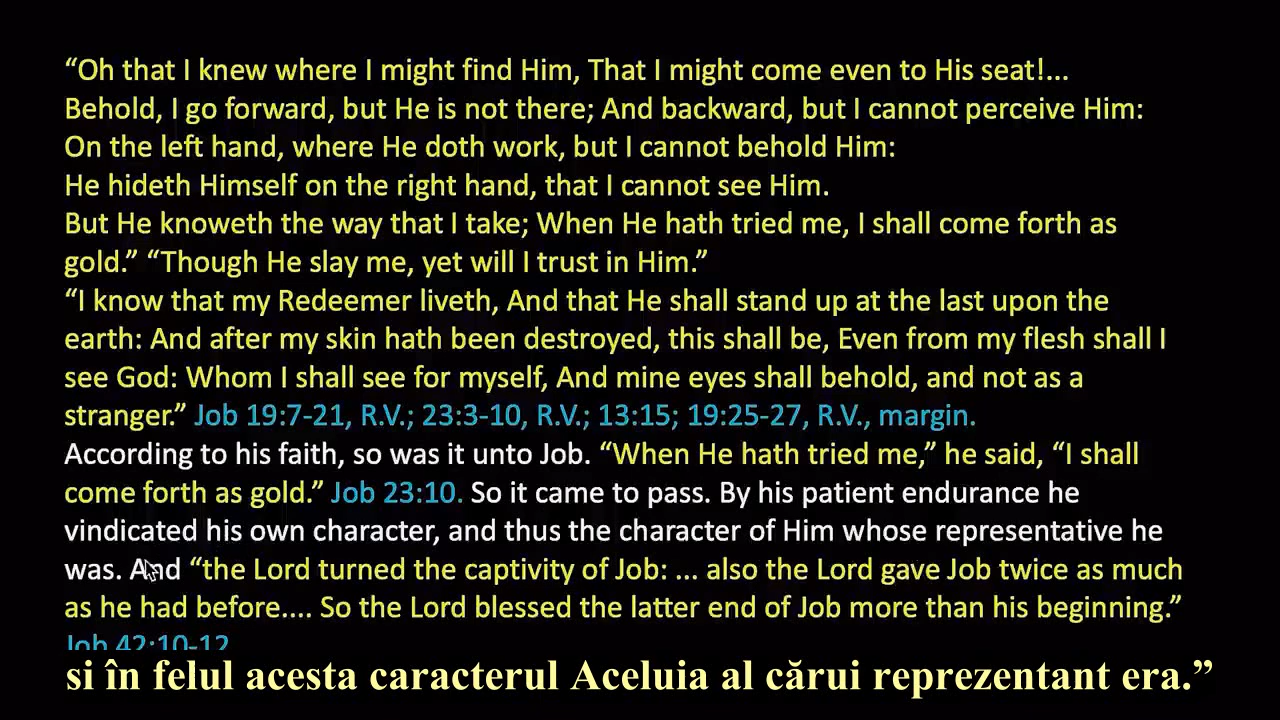 “Oh that I knew where I might find Him, That I might come even to His seat!...
Behold, I go forward, but He is not there; And backward, but I cannot perceive Him:
On the left hand, where He doth work, but I cannot behold Him:
He hideth Himself on the right hand, that I cannot see Him.
But He knoweth the way that I take; When He hath tried me, I shall come forth as
gold.” “Though He slay me, yet will I trust in Him.”
“I know that my Redeemer liveth, And that He shall stand up at the last upon the
earth: And after my skin hath been destroyed, this shall be, Even from my flesh shall I
see God: Whom I shall see for myself, And mine eyes shall behold, and not as a
stranger.” Job 19:7-21, R.V.; 23:3-10, R.V.; 13:15; 19:25-27, R.V., margin.
According to his faith, so was it unto Job. “When He hath tried me,” he said, “I shall
come forth as gold.” Job 23:10. So it came to pass. By his patient endurance he
vindicated his own character, and thus the character of Him whose representative he
was. And “the Lord turned the captivity of Job: ... also the Lord gave Job twice as much
as he had before.... So the Lord blessed the latter end of Job more than his beginning.”
Job 42:10-12
si în felul acesta caracterul Aceluia al cărui reprezentant era.”